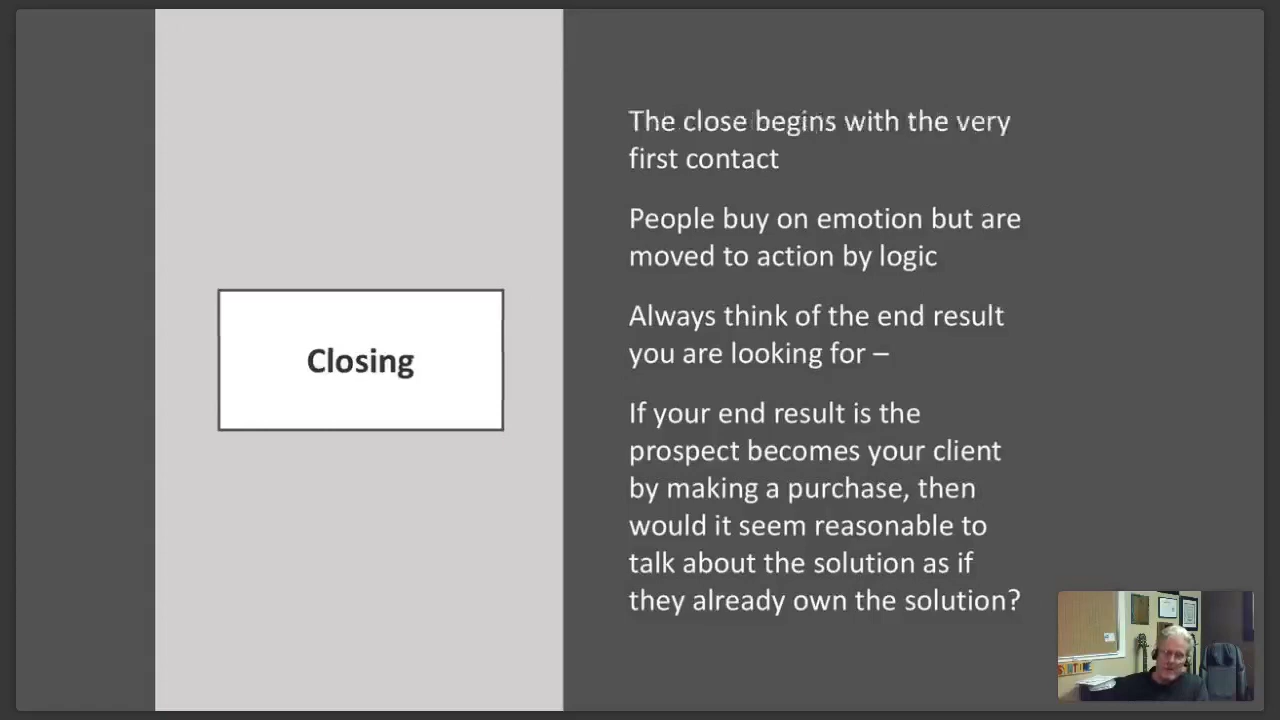 Closing
The close begins with the very
first contact
People buy on emotion but are
moved to action by logic
Always think of the end result
you are looking for –
If your end result is the
prospect becomes your client
by making a purchase, then
would it seem reasonable to
talk about the solution as if
they already own the solution?